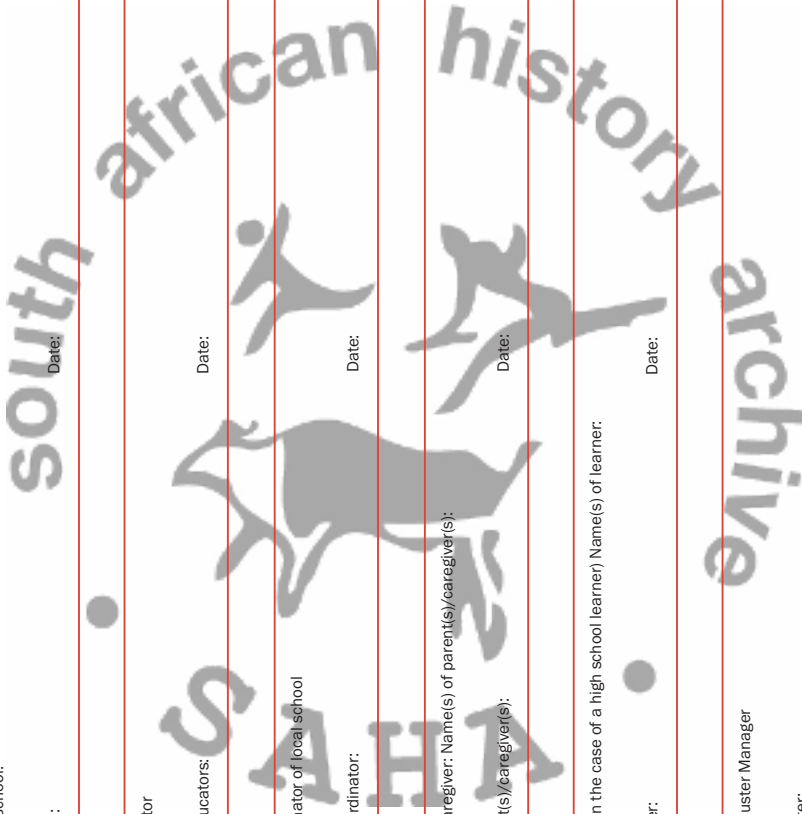 south african history archive
SAHA
school:
: Date:
tor
ucators: Date:
nator of local school
rdinator: Date:
aregiver: Name(s) of parent(s)/caregiver(s):
t(s)/caregiver(s): Date:
n the case of a high school learner) Name(s) of learner:
er: Date:
uster Manager
er: